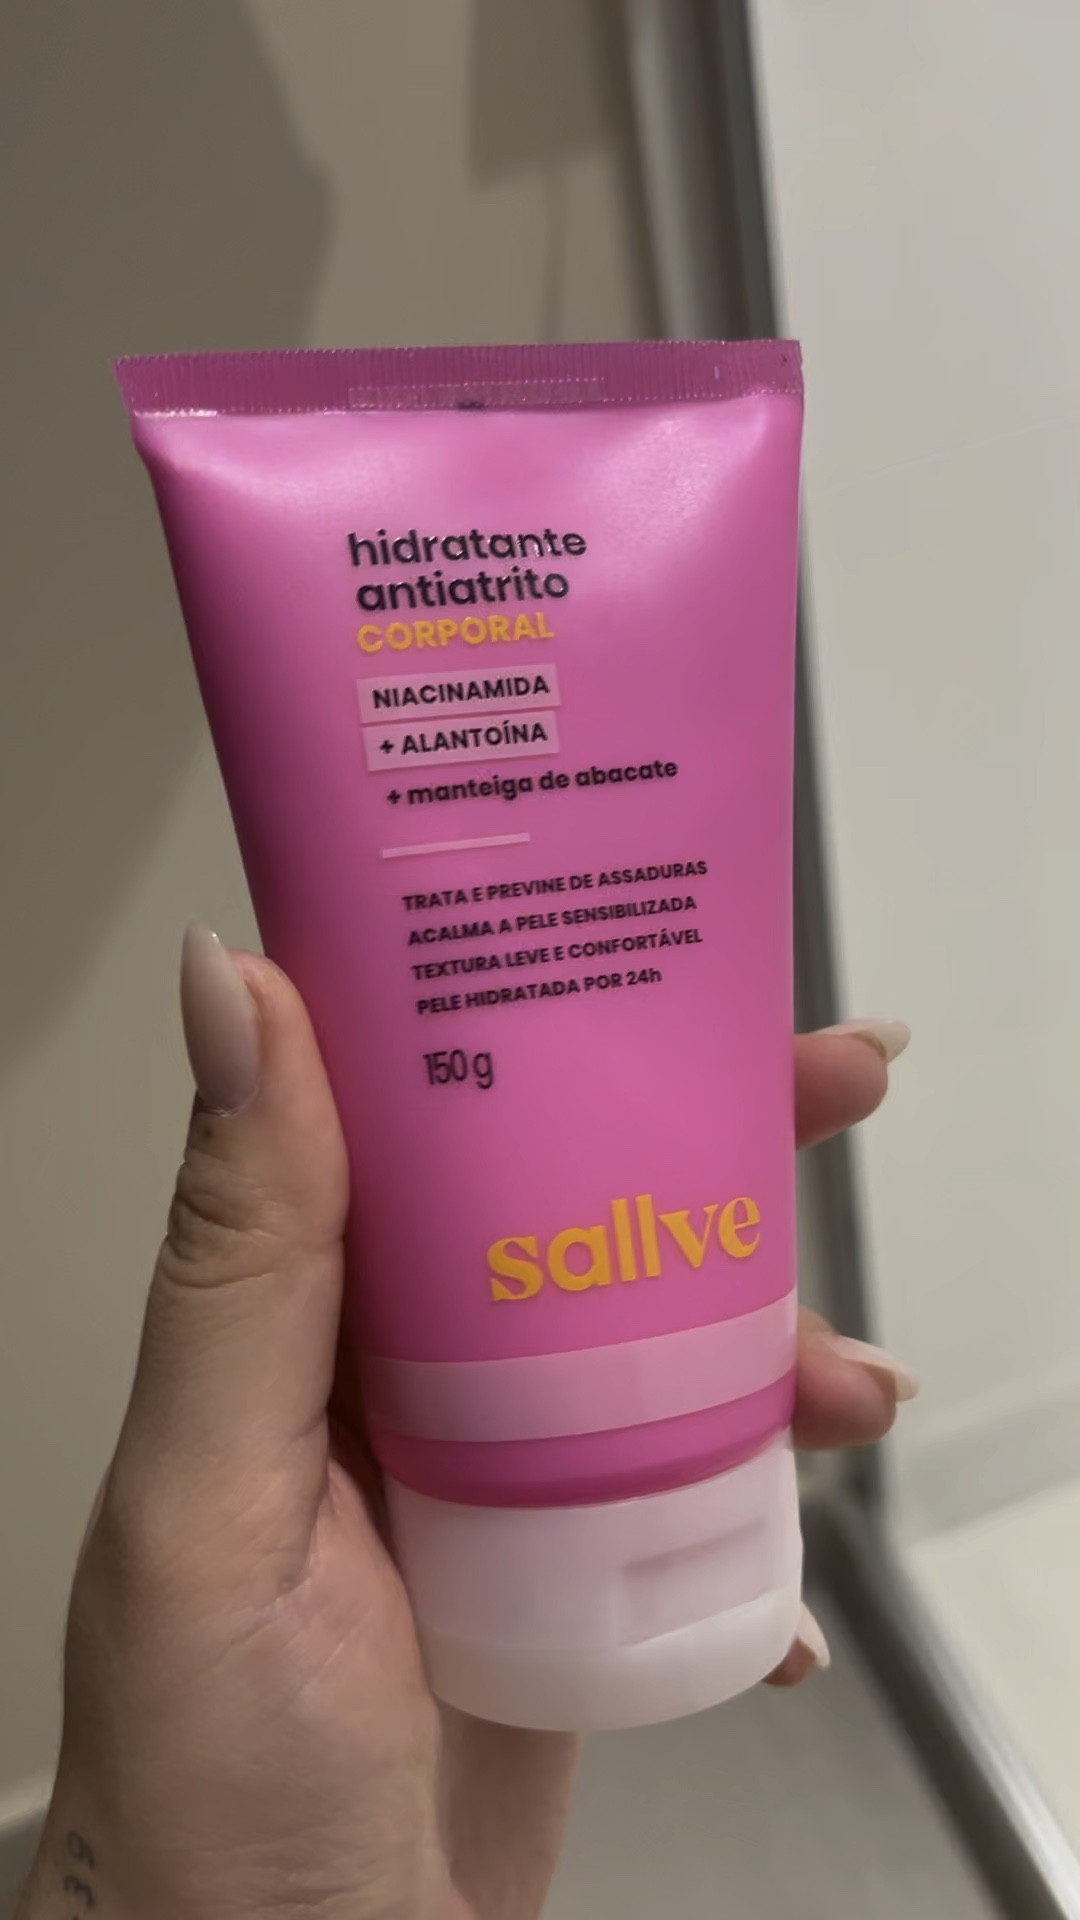 hidratante
antiatrito
CORPORAL
NIACINAMIDA
+ ALANTOÍNA
+ manteiga de abacate
TRATA E PREVINE DE ASSADURAS
ACALMA A PELE SENSIBILIZADA
TEXTURA LEVE E CONFORTÁVEL
PELE HIDRATADA POR 24h
150 g
sallve